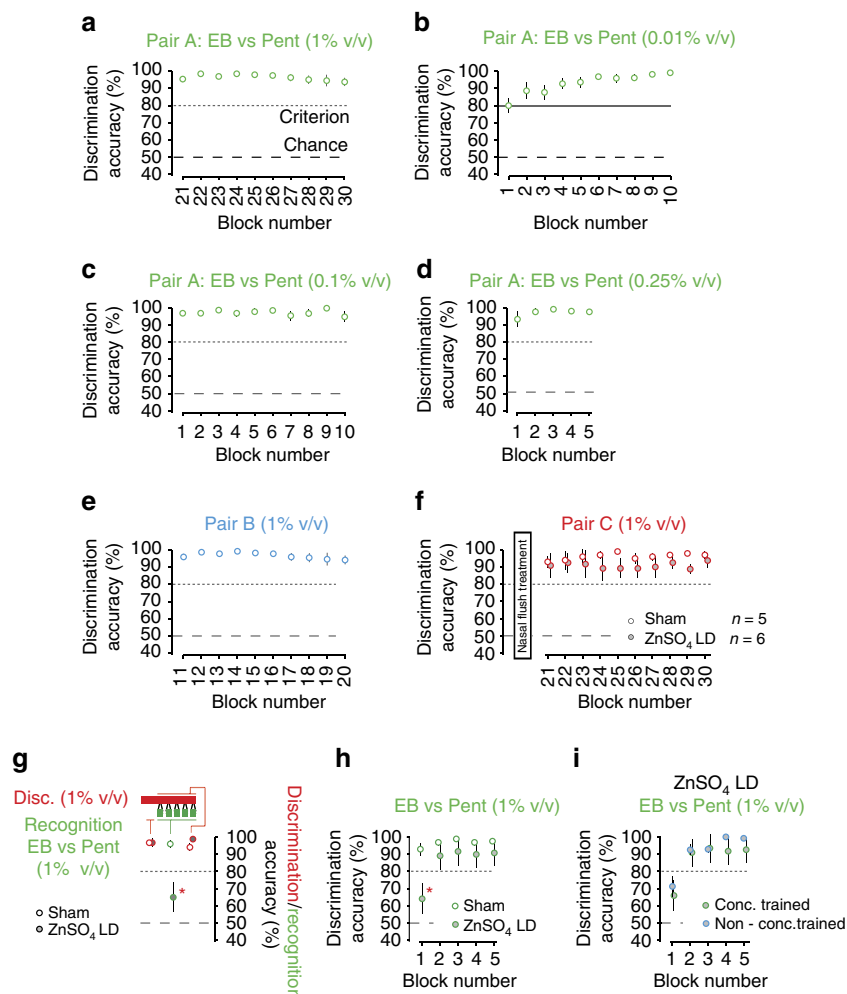 a
Pair A: EB vs Pent (1% v/v)
Discrimination
accuracy (%)
100
90
80
70
60
50
40
Criterion
Chance
21 22 23 24 25 26 27 28 29 30
Block number
b
Pair A: EB vs Pent (0.01% v/v)
Discrimination
accuracy (%)
100
90
80
70
60
50
40
1 2 3 4 5 6 7 8 9 10
Block number
c
Pair A: EB vs Pent (0.1% v/v)
Discrimination
accuracy (%)
100
90
80
70
60
50
40
1 2 3 4 5 6 7 8 9 10
Block number
d
Pair A: EB vs Pent (0.25% v/v)
Discrimination
accuracy (%)
100
90
80
70
60
50
40
1 2 3 4 5
Block number
e
Pair B (1% v/v)
Discrimination
accuracy (%)
100
90
80
70
60
50
40
11 12 13 14 15 16 17 18 19 20
Block number
f
Pair C (1% v/v)
Discrimination
accuracy (%)
100
90
80
70
60
50
40
Nasal flush treatment
Sham n = 5
ZnSO4 LD n = 6
21 22 23 24 25 26 27 28 29 30
Block number
g
Disc. (1% v/v)
Recognition
EB vs Pent
(1% v/v)
*
Sham
ZnSO4 LD
100
90
80
70
60
50
40
Discrimination/recognition
accuracy (%)
h
EB vs Pent (1% v/v)
Discrimination
accuracy (%)
100
90
80
70
60
50
40
*
Sham
ZnSO4 LD
1 2 3 4 5
Block number
i
ZnSO4 LD
EB vs Pent (1% v/v)
Discrimination
accuracy (%)
100
90
80
70
60
50
40
Conc. trained
Non - conc.trained
1 2 3 4 5
Block number